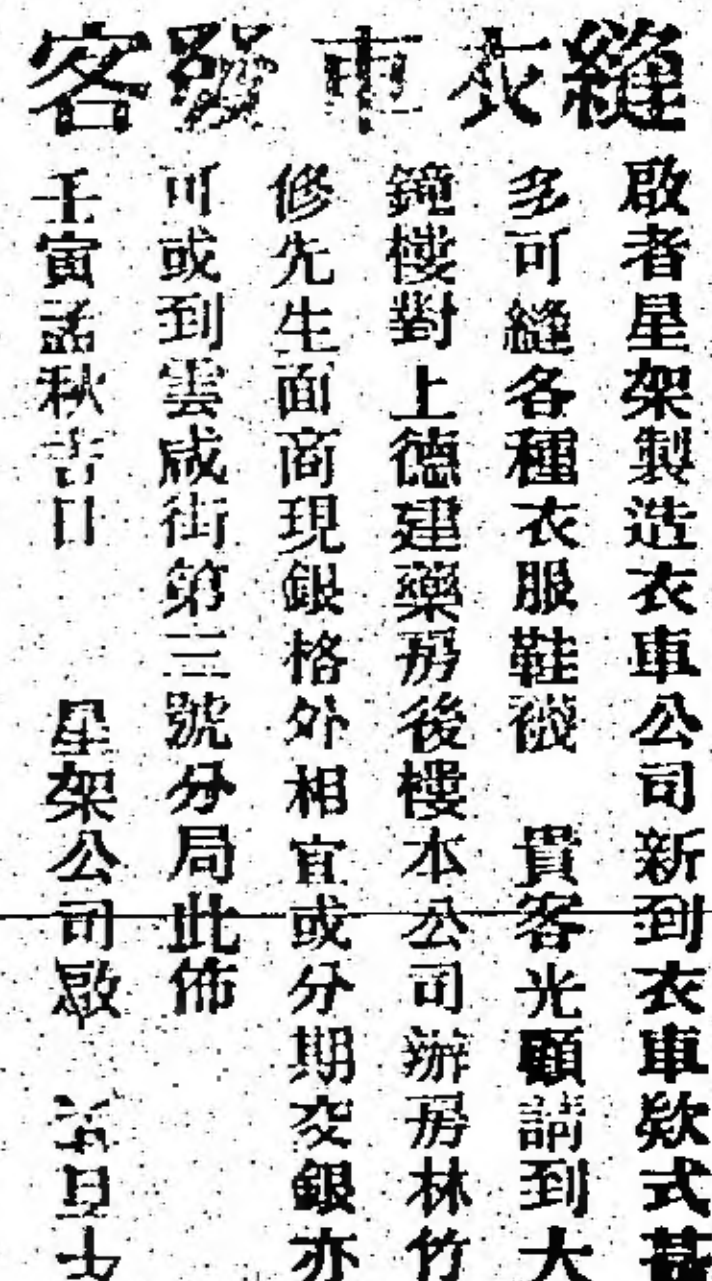 縫衣車發客
啟者星架製造衣車公司新到衣車欵式甚
多可縫各種衣服鞋襪 貴客光顧請到大
鐘樓對上德建藥房後樓本公司辦房林竹
修先生面商現銀格外相宜或分期交銀亦
可或到雲咸街第三號分局此佈
壬寅孟秋吉日 星架公司啟